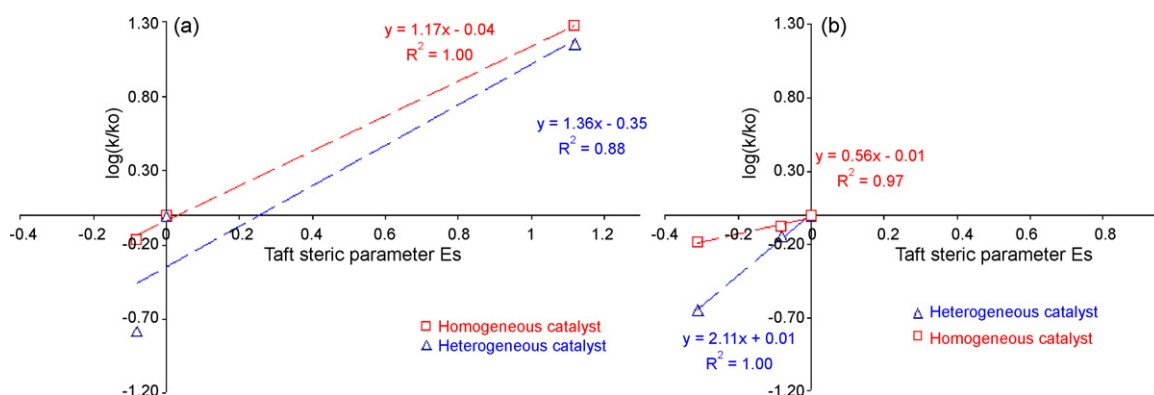 (a)
log(k/ko)
1.30
0.80
0.30
-0.20
-0.70
-1.20
-0.4
-0.2
0
0.2
0.4
0.6
0.8
1
1.2
Taft steric parameter Es
y = 1.17x - 0.04
R² = 1.00
y = 1.36x - 0.35
R² = 0.88
Homogeneous catalyst
Heterogeneous catalyst
(b)
log(k/ko)
1.30
0.80
0.30
-0.20
-0.70
-1.20
-0.4
-0.2
0
0.2
0.4
0.6
0.8
Taft steric parameter Es
y = 0.56x - 0.01
R² = 0.97
y = 2.11x + 0.01
R² = 1.00
Heterogeneous catalyst
Homogeneous catalyst